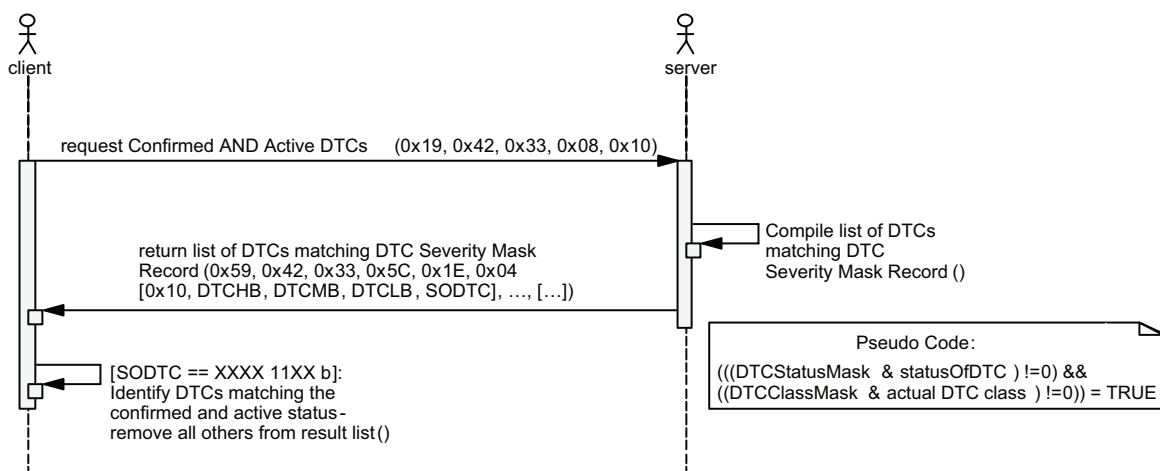 client
server
request Confirmed AND Active DTCs (0x19, 0x42, 0x33, 0x08, 0x10)
Compile list of DTCs
matching DTC
Severity Mask Record ()
return list of DTCs matching DTC Severity Mask
Record (0x59, 0x42, 0x33, 0x5C, 0x1E, 0x04
[0x10, DTCHB, DTCMB, DTCLB, SODTC], …, […])
Pseudo Code:
(((DTCStatusMask & statusOfDTC ) !=0) &&
((DTCClassMask & actual DTC class ) !=0)) = TRUE
[SODTC == XXXX 11XX b]:
Identify DTCs matching the
confirmed and active status-
remove all others from result list()